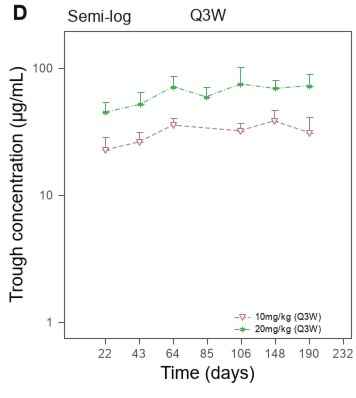 D
Semi-log Q3W
Trough concentration (µg/mL)
100
10
1
10mg/kg (Q3W)
20mg/kg (Q3W)
22 43 64 85 106 148 190 232
Time (days)